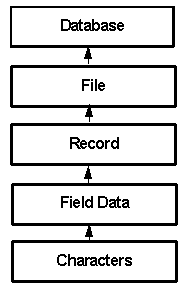 Database
File
Record
Field Data
Characters